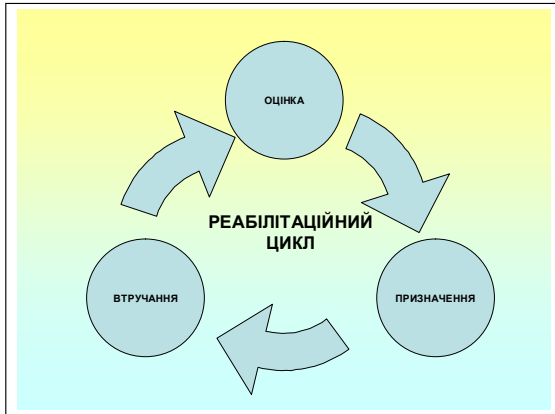 ОЦІНКА
РЕАБІЛІТАЦІЙНИЙ
ЦИКЛ
ВТРУЧАННЯ
ПРИЗНАЧЕННЯ